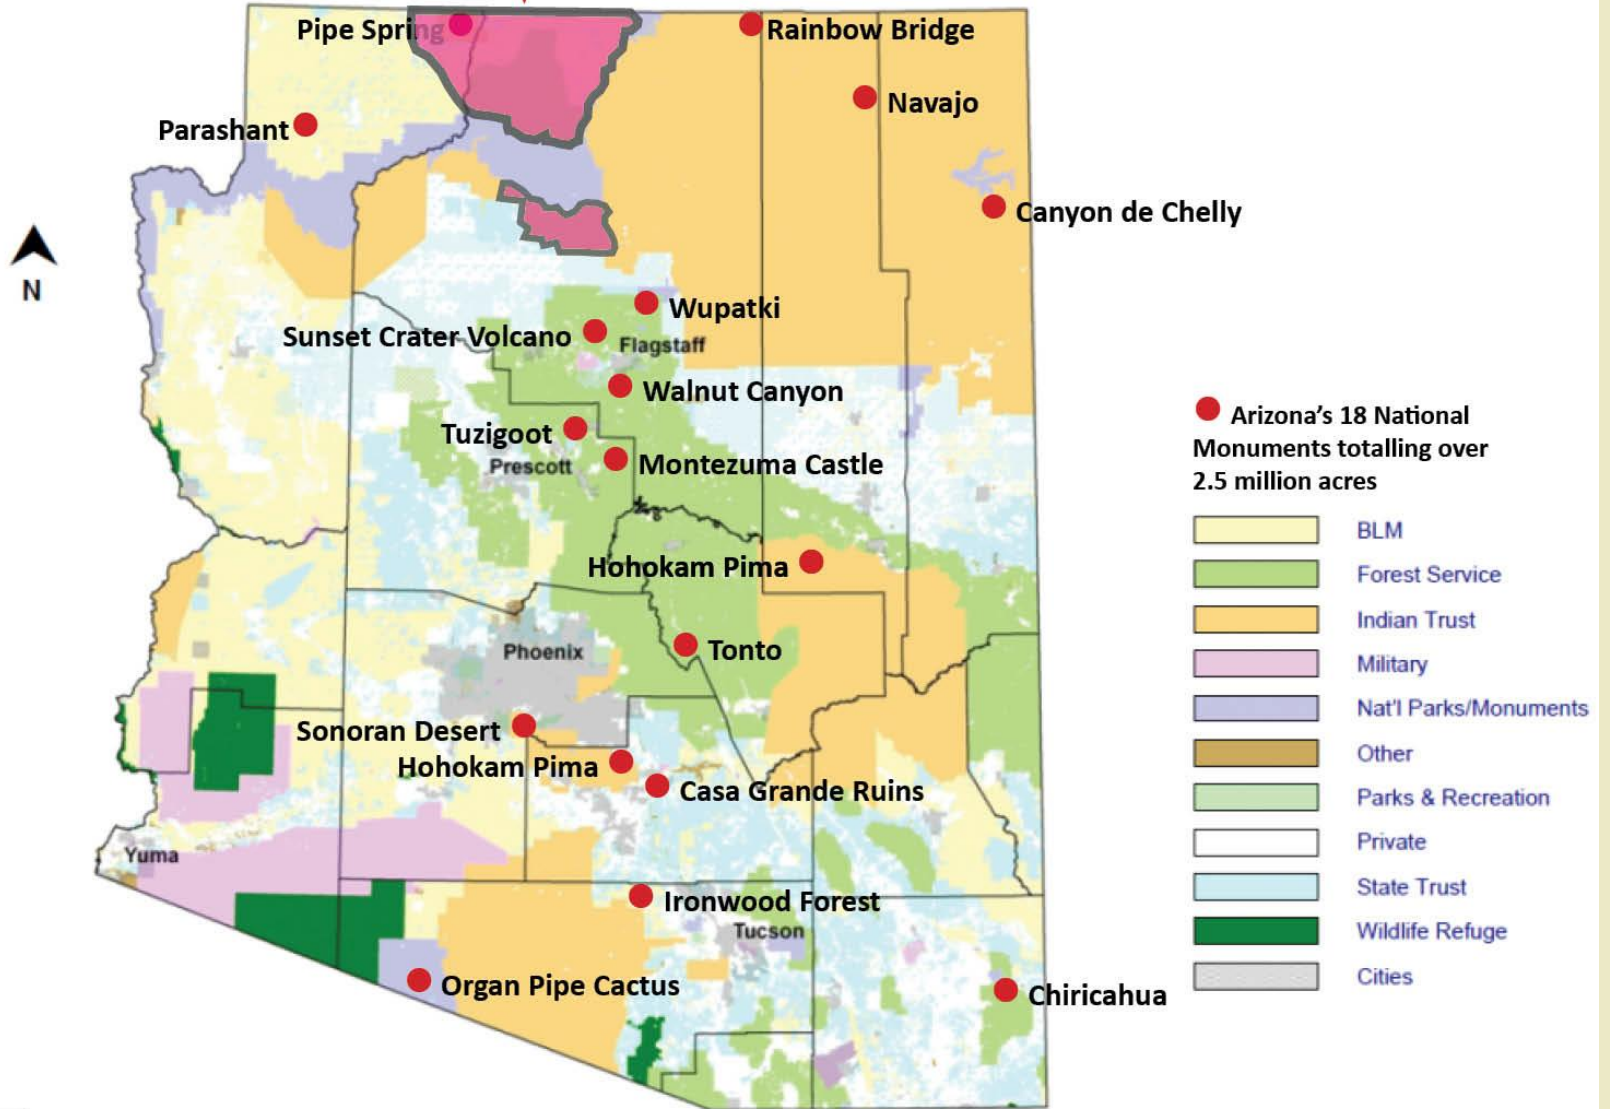 Pipe Spring
Rainbow Bridge
Navajo
Parashant
Canyon de Chelly
N
Wupatki
Sunset Crater Volcano
Flagstaff
Walnut Canyon
Tuzigoot
Prescott
Montezuma Castle
Hohokam Pima
Phoenix
Tonto
Sonoran Desert
Hohokam Pima
Casa Grande Ruins
Yuma
Ironwood Forest
Tucson
Organ Pipe Cactus
Chiricahua
Arizona’s 18 National
Monuments totalling over
2.5 million acres
BLM
Forest Service
Indian Trust
Military
Nat'l Parks/Monuments
Other
Parks & Recreation
Private
State Trust
Wildlife Refuge
Cities